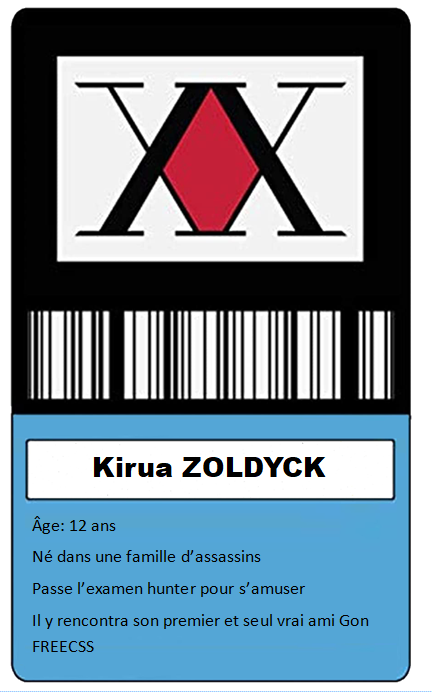 Kirua ZOLDYCK
Âge: 12 ans
Né dans une famille d’assassins
Passe l’examen hunter pour s’amuser
Il y rencontra son premier et seul vrai ami Gon
FREECSS